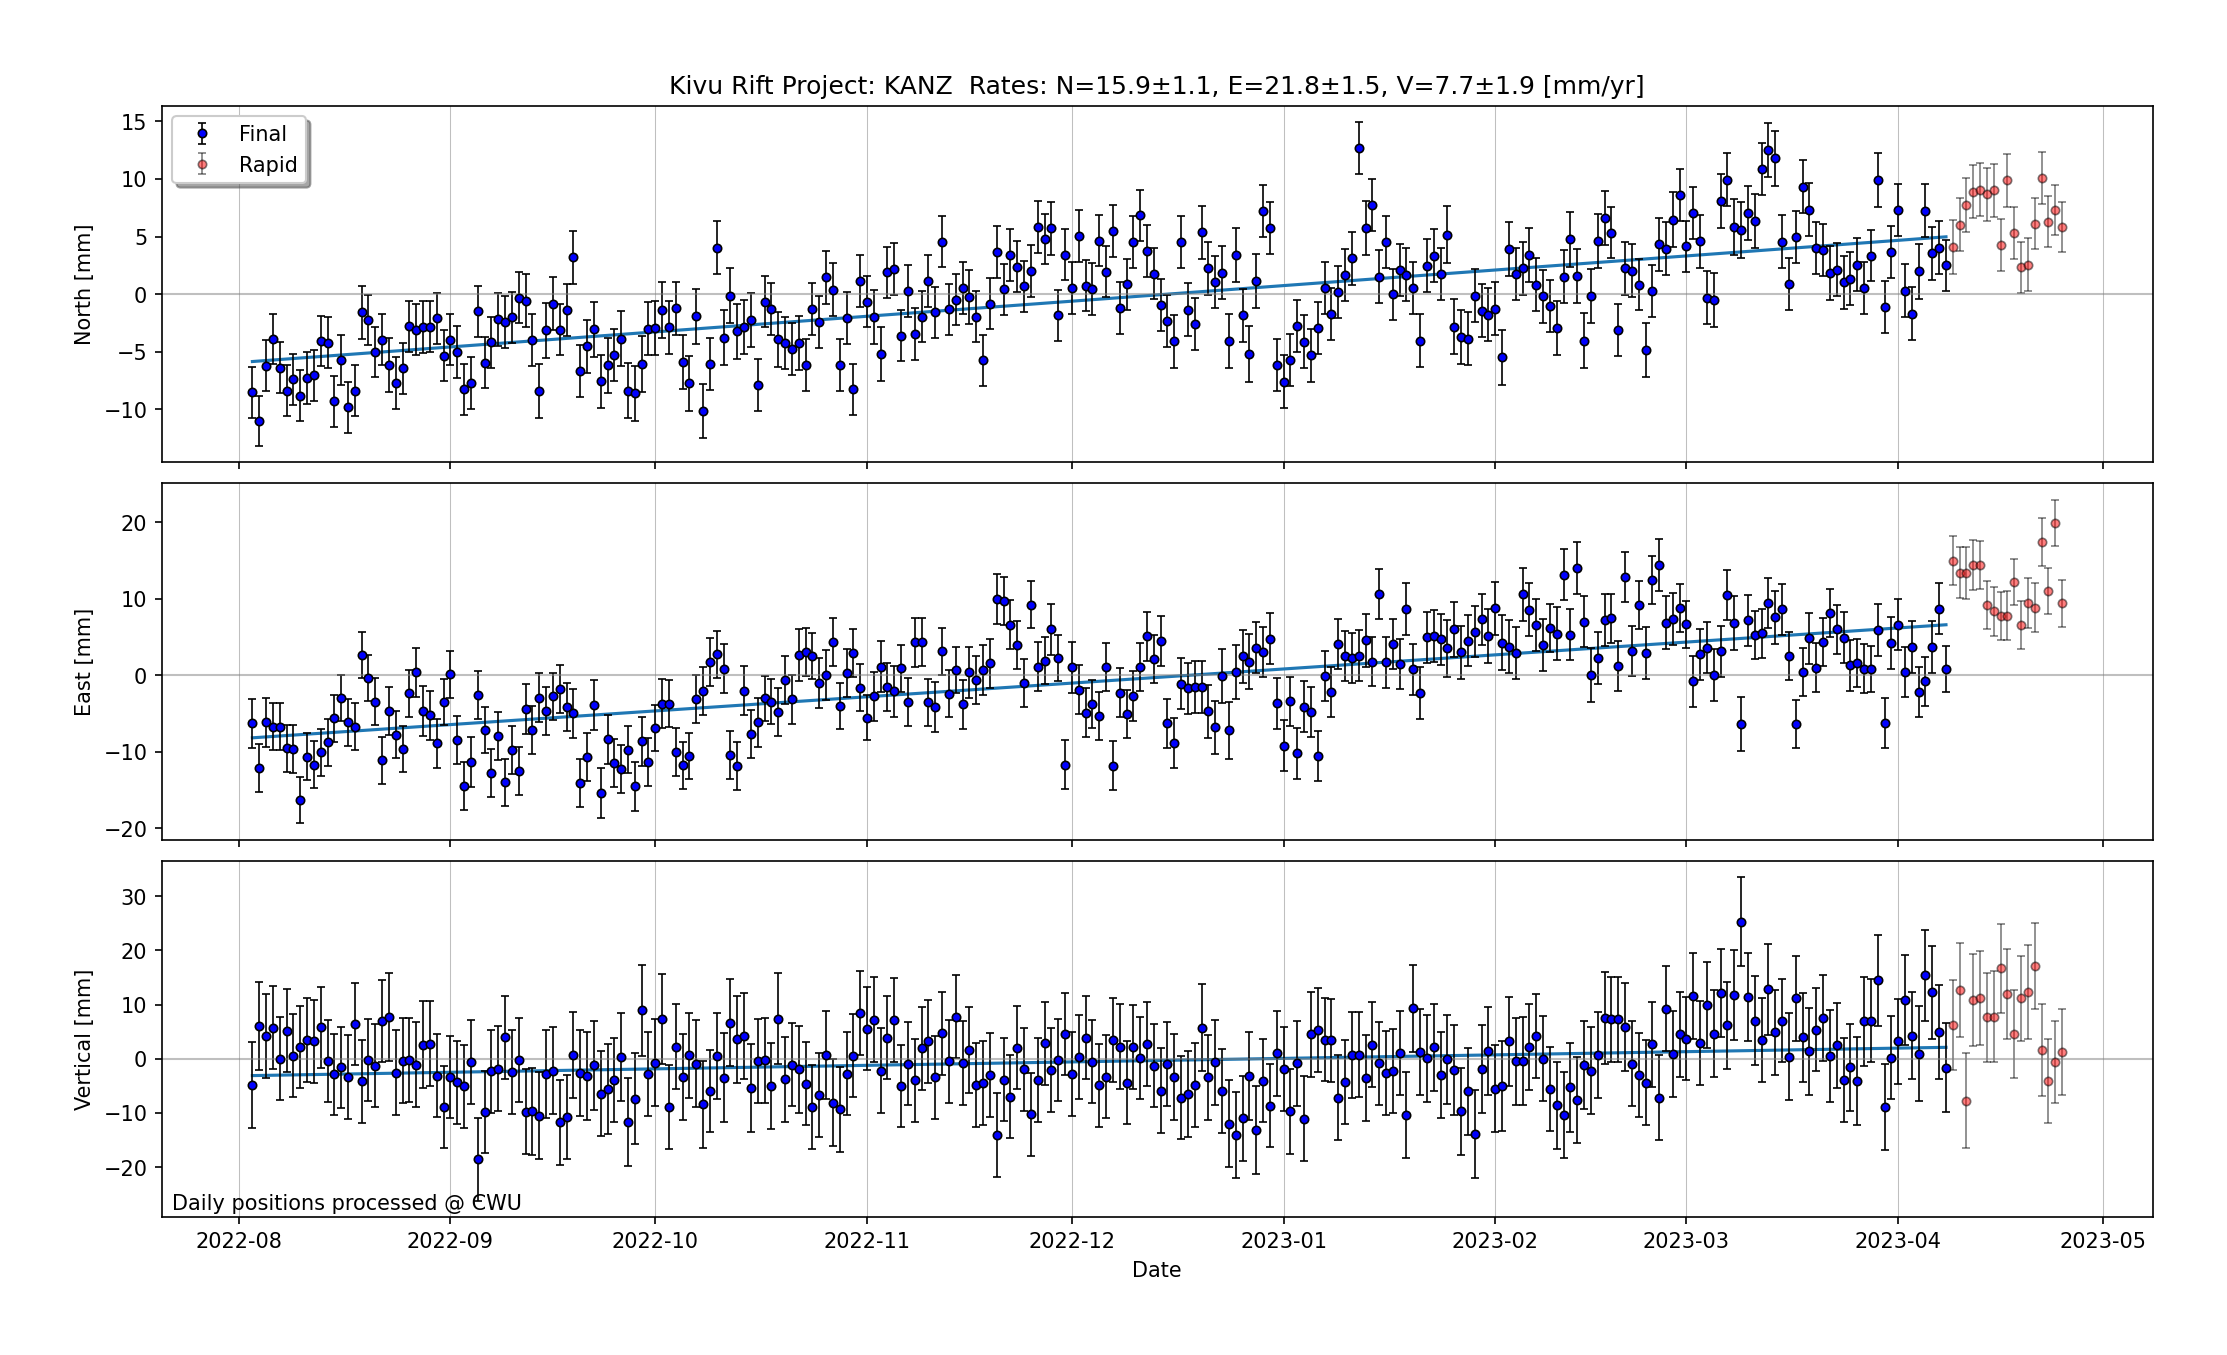 Kivu Rift Project: KANZ  Rates: N=15.9±1.1, E=21.8±1.5, V=7.7±1.9 [mm/yr]
Final
Rapid
North [mm]
15
10
5
0
−5
−10
East [mm]
20
10
0
−10
−20
Vertical [mm]
30
20
10
0
−10
−20
Daily positions processed @ CWU
2022-08 2022-09 2022-10 2022-11 2022-12 2023-01 2023-02 2023-03 2023-04 2023-05
Date